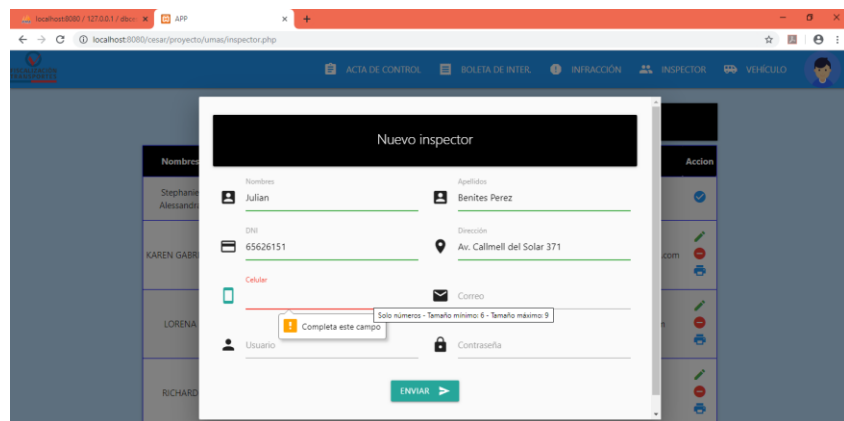 localhost:8080 / 127.0.0.1 /
APP
localhost:8080/cesar/proyecto/umas/inspector.php
ACTA DE CONTROL
BOLETA DE INTER.
INFRACCIÓN
INSPECTOR
VEHÍCULO
Nuevo inspector
Nombres
Accion
Nombres
Julian
Apellidos
Benites Perez
Stephanie
Alessandra
DNI
65626151
Dirección
Av. Callmell del Solar 371
KAREN GABRI
.com
Celular
Correo
Solo números - Tamaño mínimo: 6 - Tamaño máximo: 9
Completa este campo
LORENA
Usuario
Contraseña
RICHARD
ENVIAR